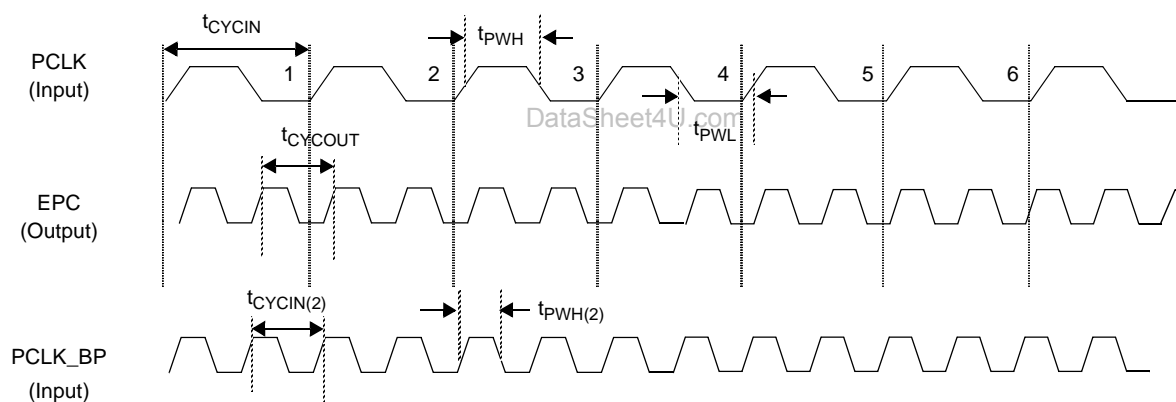 tCYCIN
tPWH
PCLK
(Input)
1
2
3
4
5
6
DataSheet4U.com
tPWL
tCYCOUT
EPC
(Output)
tCYCIN(2)
tPWH(2)
PCLK_BP
(Input)